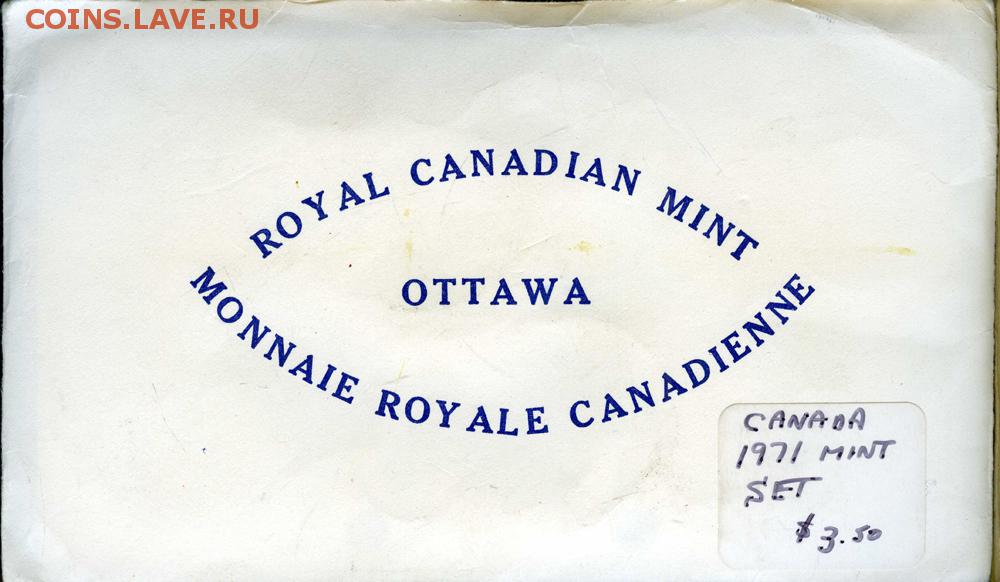 COINS.LAVE.RU
ROYAL CANADIAN MINT
OTTAWA
MONNAIE ROYALE CANADIENNE
CANADA
1971 MINT
SET
$3.50